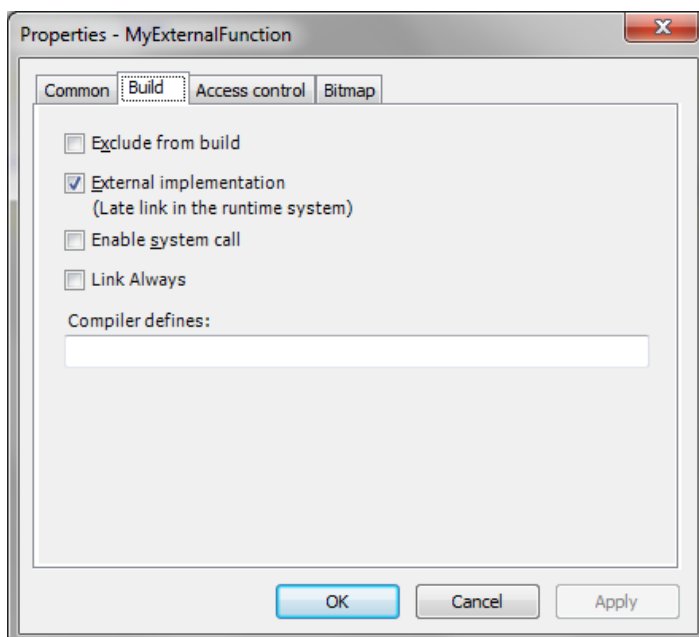 Properties - MyExternalFunction
Common Build Access control Bitmap
Exclude from build
External implementation
(Late link in the runtime system)
Enable system call
Link Always
Compiler defines:
OK Cancel Apply